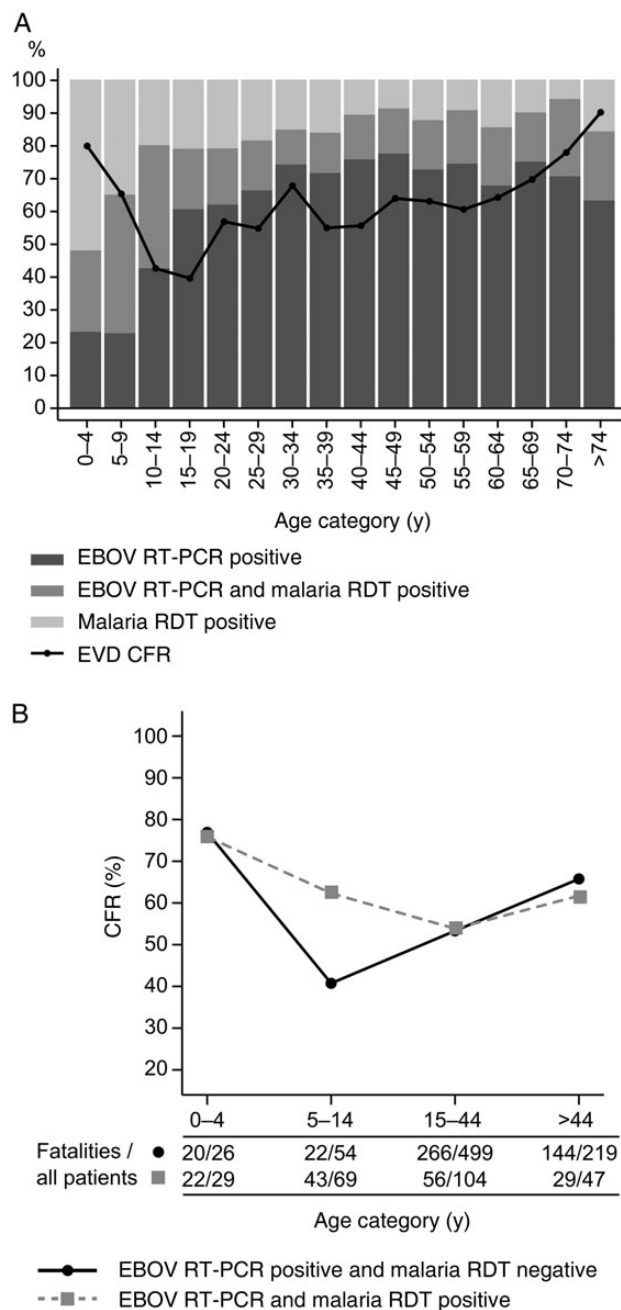 A
%
100
90
80
70
60
50
40
30
20
10
0
0–4
5–9
10–14
15–19
20–24
25–29
30–34
35–39
40–44
45–49
50–54
55–59
60–64
65–69
70–74
>74
Age category (y)
EBOV RT-PCR positive
EBOV RT-PCR and malaria RDT positive
Malaria RDT positive
EVD CFR
B
CFR (%)
100
90
80
70
60
50
40
30
20
0–4 5–14 15–44 >44
Fatalities / 20/26 22/54 266/499 144/219
all patients 22/29 43/69 56/104 29/47
Age category (y)
EBOV RT-PCR positive and malaria RDT negative
EBOV RT-PCR and malaria RDT positive